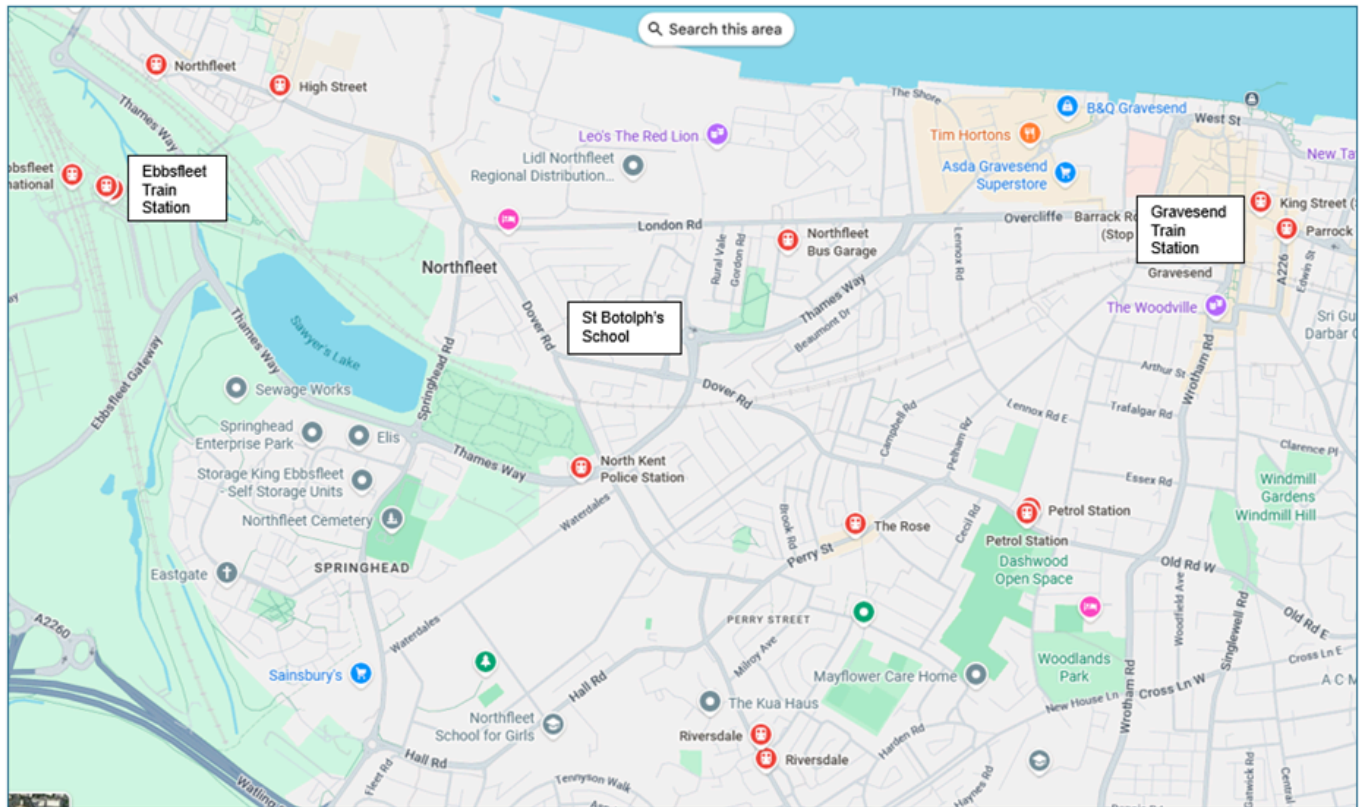 Search this area
Northfleet
High Street
Thames Way
The Shore
B&Q Gravesend
West St
Leo's The Red Lion
Tim Hortons
New Ta
Lidl Northfleet
Regional Distribution...
Asda Gravesend
Superstore
bbsfleet
national
Ebbsfleet
Train
Station
King Street (
London Rd
Overcliffe
Barrack Ro
(Stop
Gravesend
Train
Station
Parrock
Northfleet
Bus Garage
Rural Vale
Gordon Rd
Lennox Rd
A226
Edwin St
Northfleet
Gravesend
Thames Way
The Woodville
Sri Gu
Darbar
St Botolph's
School
Dover Rd
Beaumont Dr
Sawyer's Lake
Thames Way
Springhead Rd
Ebbsfleet Gateway
Wrotham Rd
Arthur St
Sewage Works
Dover Rd
Lennox Rd E
Trafalgar Rd
Campbell Rd
Pelham Rd
Springhead
Enterprise Park
Elis
Clarence Pl
Thames Way
North Kent
Police Station
Storage King Ebbsfleet
- Self Storage Units
Essex Rd
Windmill
Gardens
Windmill Hill
Northfleet Cemetery
Waterdales
Brook Rd
The Rose
Cecil Rd
Petrol Station
Petrol Station
Perry St
Eastgate
SPRINGHEAD
Dashwood
Open Space
Old Rd W
Woodfield Ave
Singlewell Rd
Old Rd E
A2260
Waterdales
PERRY STREET
Milroy Ave
Cross Ln E
Sainsbury's
Hall Rd
Mayflower Care Home
Woodlands
Park
A C M
The Kua Haus
New House Ln
Cross Ln W
Wrotham Rd
Northfleet
School for Girls
Riversdale
Riversdale
Harden Rd
Hall Rd
Fleet Rd
Tennyson Walk
Haynes Rd
Watling
Gatwick Rd
Central